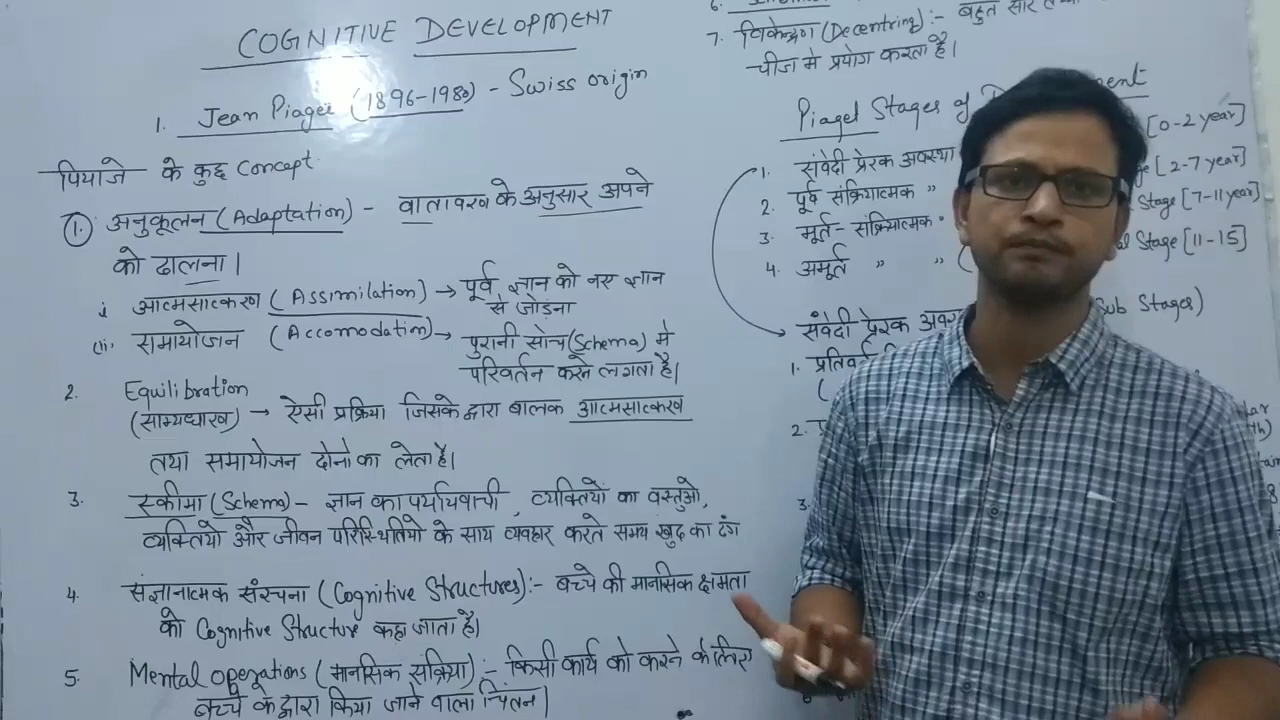 COGNITIVE DEVELOPMENT
1. Jean Piaget (1896-1980) - Swiss origin
पियाजे के कुछ Concept
1. अनुकूलन (Adaptation) - वातावरण के अनुसार अपने
को ढालना।
i आत्मसात्करण (Assimilation) → पूर्व ज्ञान को नए ज्ञान
से जोड़ना
ii. समायोजन (Accomodation) → पुरानी सोच (Schema) मे
परिवर्तन करने लगता है।
2. Equilibration
(साम्यधारण) → ऐसी प्रक्रिया जिसके द्वारा बालक आत्मसात्करण
तथा समायोजन दोनो का लेता है।
3. स्कीमा (Schema) - ज्ञान का पर्यायवाची, व्यक्तियों का वस्तुओ,
व्यक्तियो और जीवन परिस्थितियो के साथ व्यवहार करते समय खुद का ढंग
4. संज्ञानात्मक संरचना (Cognitive Structures):- बच्चे की मानसिक क्षमता
को Cognitive Structure कहा जाता है।
5. Mental operations (मानसिक सक्रिया):- किसी कार्य को करने के लिए
बच्चे के द्वारा किया जाने वाला चिंतन।
6.
7. विकेन्द्रण (Decentring):- बहुत सारे
चीजो मे प्रयोग करता है।
Piaget Stages of
1. संवेदी प्रेरक अवस्था [0-2 year]
2. पूर्व संक्रियात्मक " [2-7 year]
3. मूर्त- संक्रियात्मक " Stage [7-11 year]
4. अमूर्त " " ( Stage [11-15]
संवेदी प्रेरक Sub Stages)
1.
2.
3.